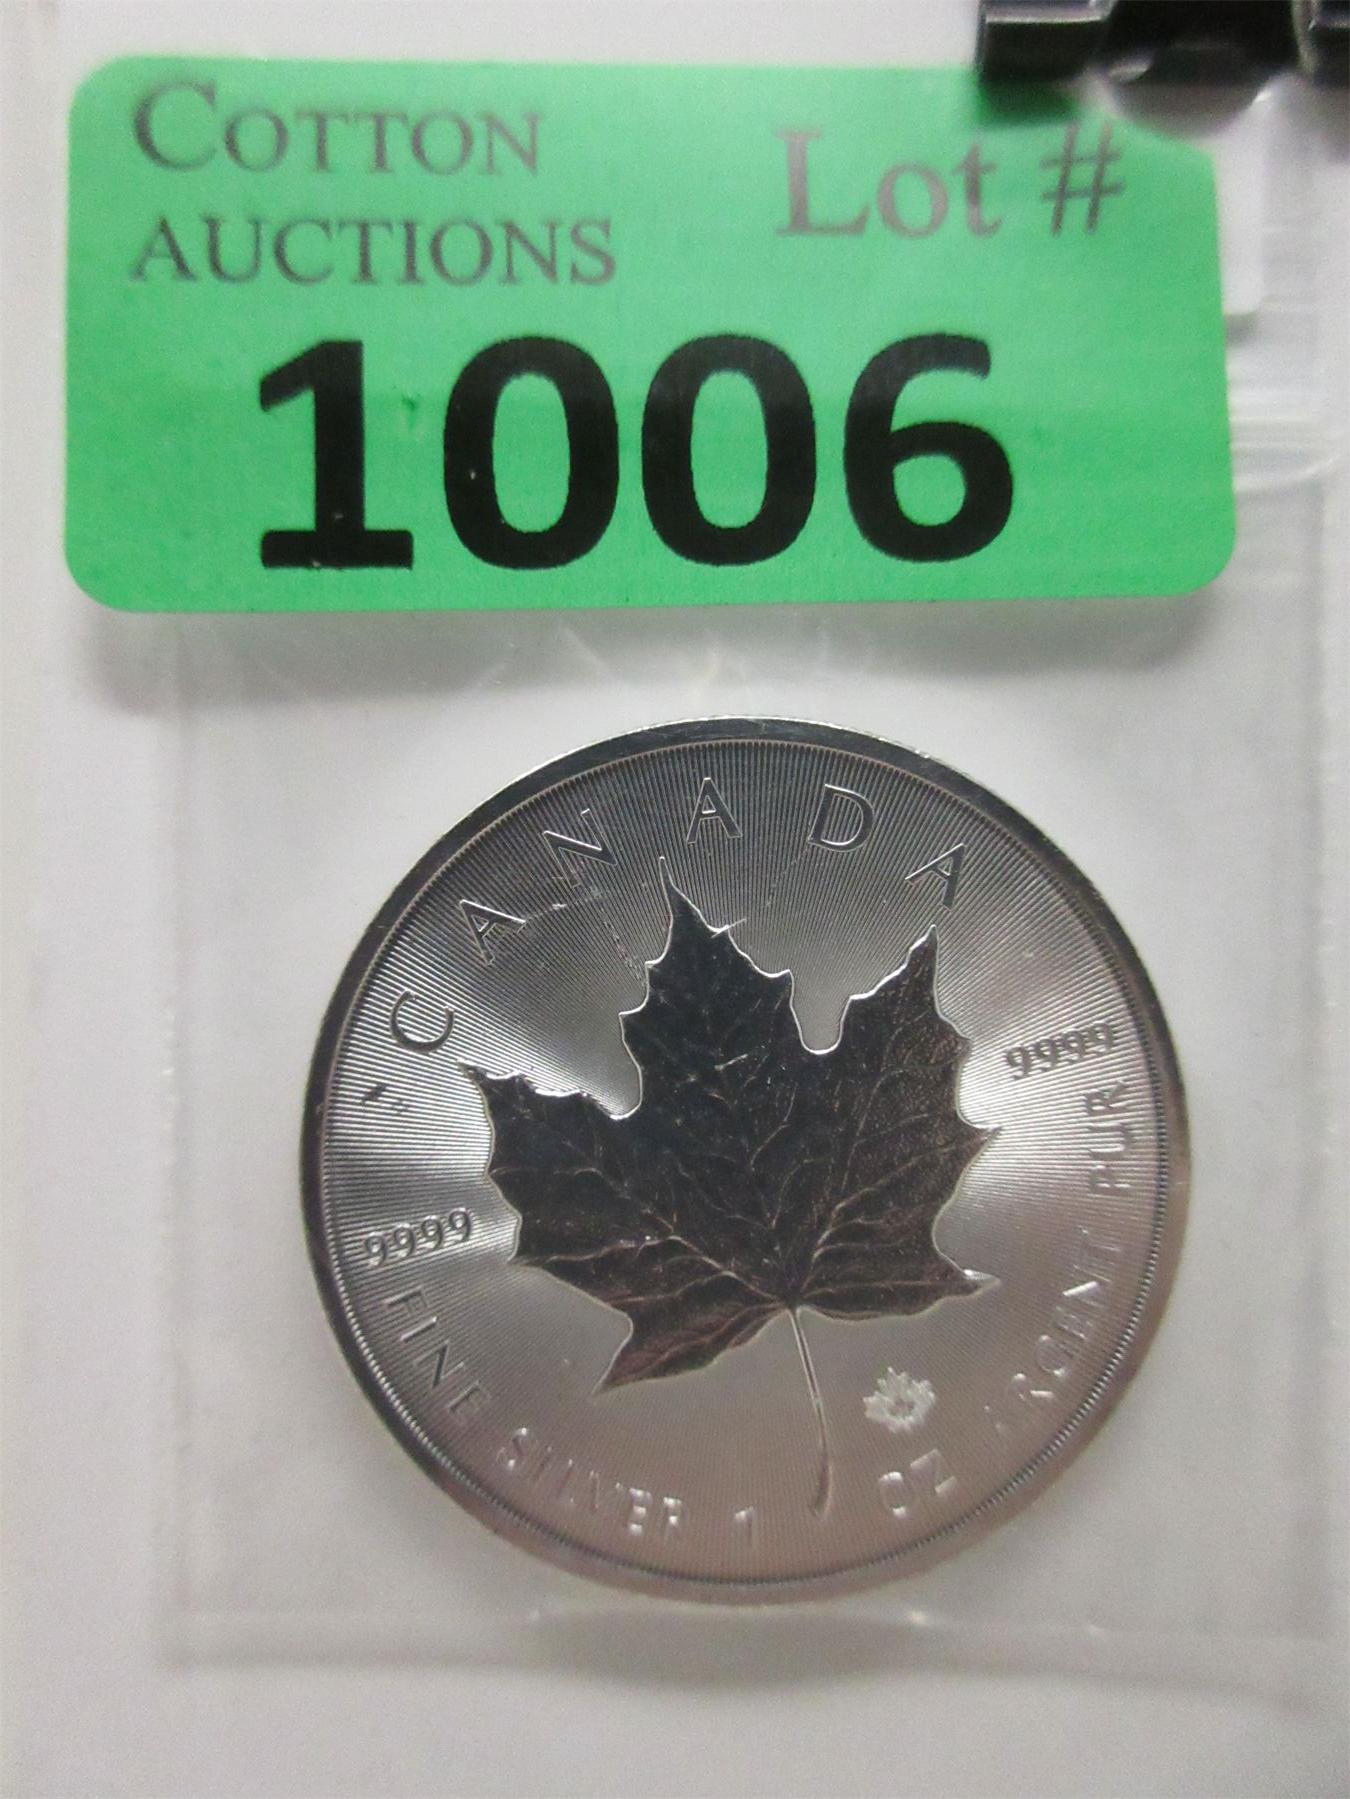 COTTON
AUCTIONS
Lot #
1006
CANADA
9999
9999
FINE SILVER 1 OZ ARGENT PUR